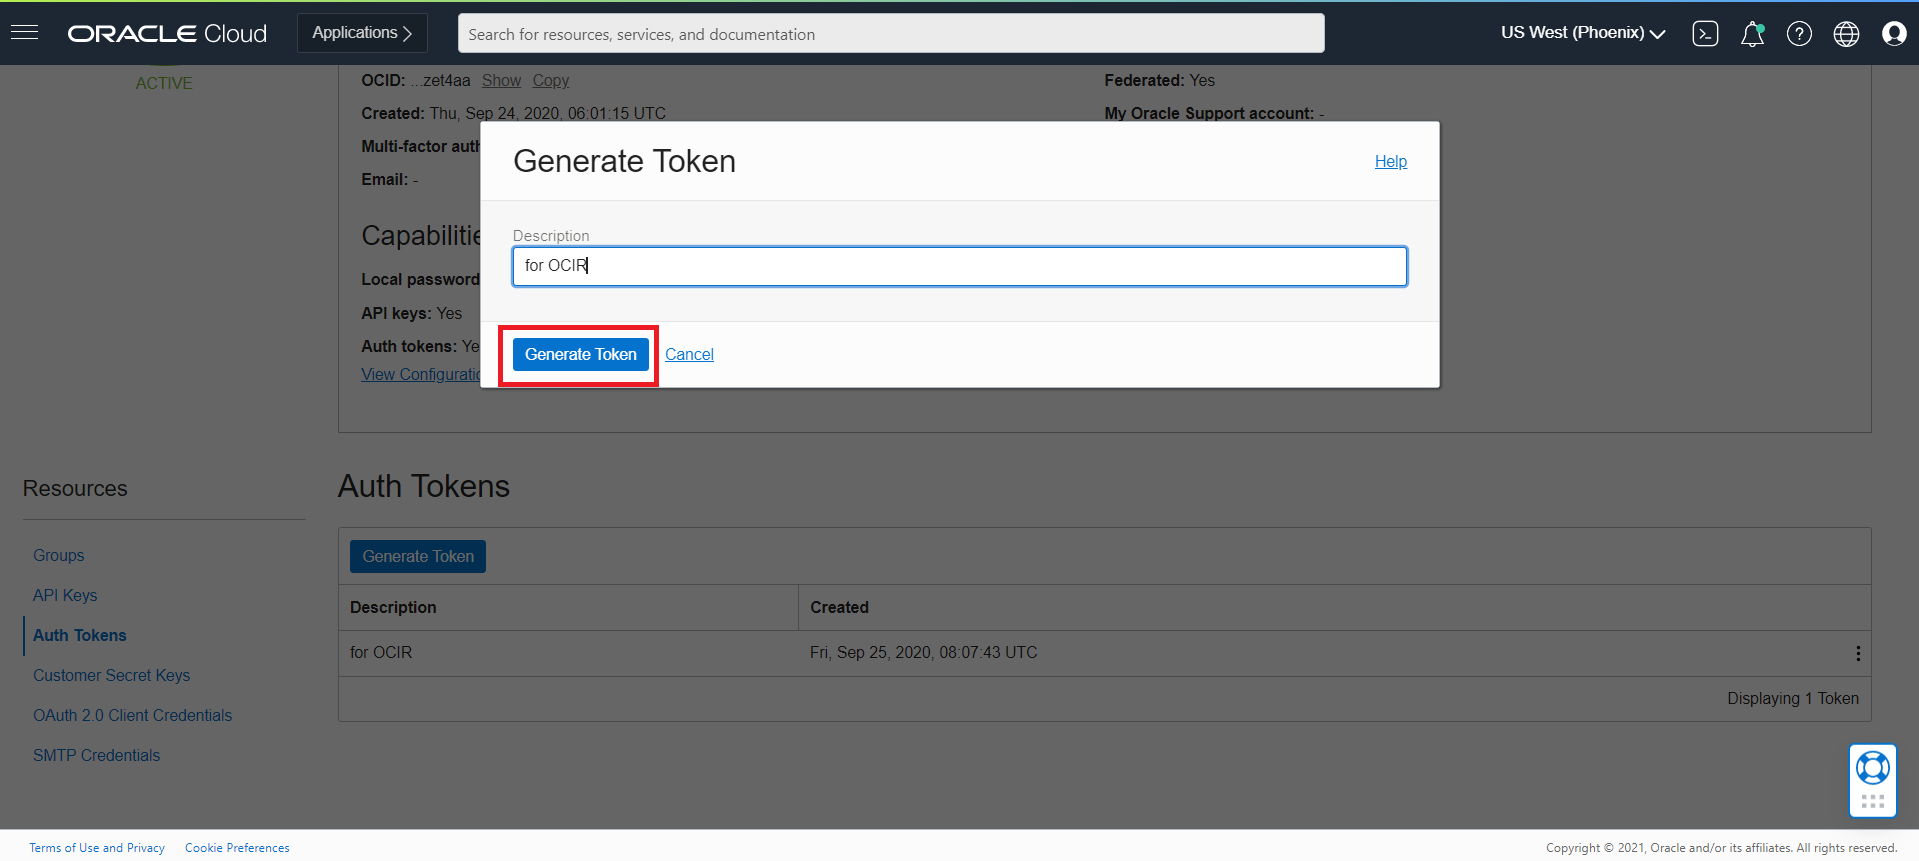 ORACLE Cloud
Applications
Search for resources, services, and documentation
US West (Phoenix)
ACTIVE
OCID: ...zet4aa Show Copy
Federated: Yes
Created: Thu, Sep 24, 2020, 06:01:15 UTC
My Oracle Support account: -
Multi-factor
Email: -
Capabilities
Local password
API keys: Yes
Auth tokens:
View
Generate Token
Help
Description
for OCIR
Generate Token
Cancel
Resources
Groups
API Keys
Auth Tokens
Customer Secret Keys
OAuth 2.0 Client Credentials
SMTP Credentials
Auth Tokens
Generate Token
Description
Created
for OCIR
Fri, Sep 25, 2020, 08:07:43 UTC
Displaying 1 Token
Terms of Use and Privacy
Cookie Preferences
Copyright © 2021, Oracle and/or its affiliates. All rights reserved.